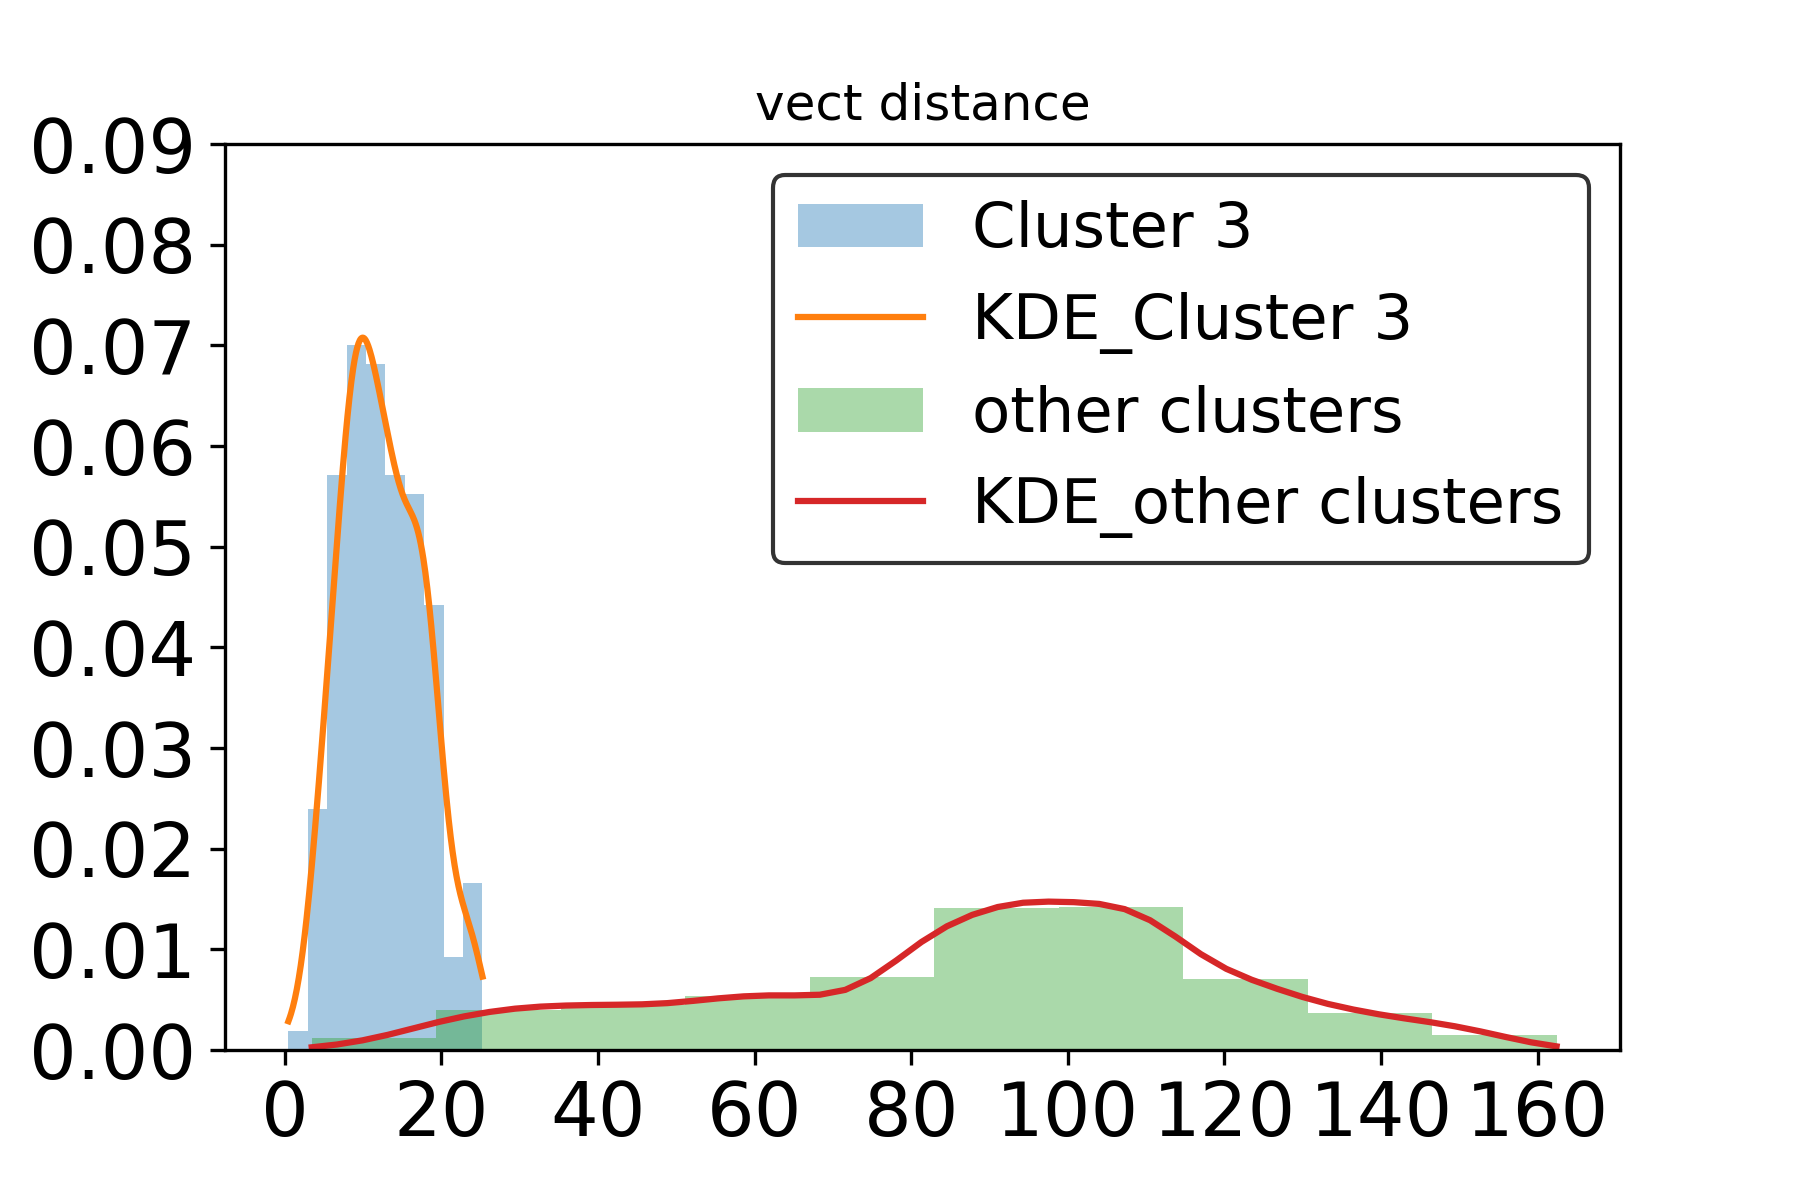 vect distance
0.09
0.08
0.07
0.06
0.05
0.04
0.03
0.02
0.01
0.00
Cluster 3
KDE_Cluster 3
other clusters
KDE_other clusters
0 20 40 60 80 100 120 140 160